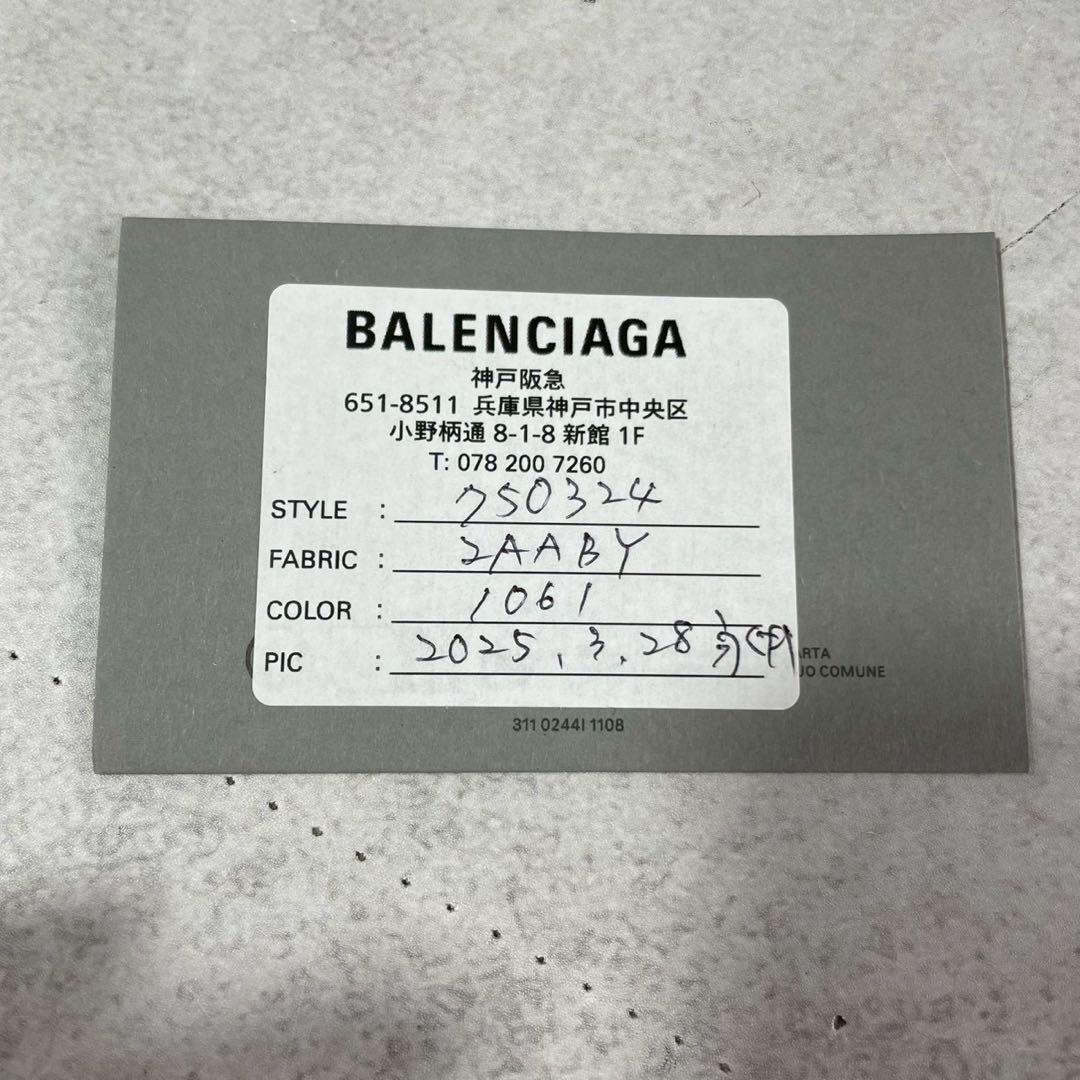 BALENCIAGA
神戸阪急
651-8511 兵庫県神戸市中央区
小野柄通 8-1-8 新館 1F
T: 078 200 7260
STYLE : 750324
FABRIC : 2AABY
COLOR : 1061
PIC : 2025.3.28
ARTA
JO COMUNE
311 0244I 1108